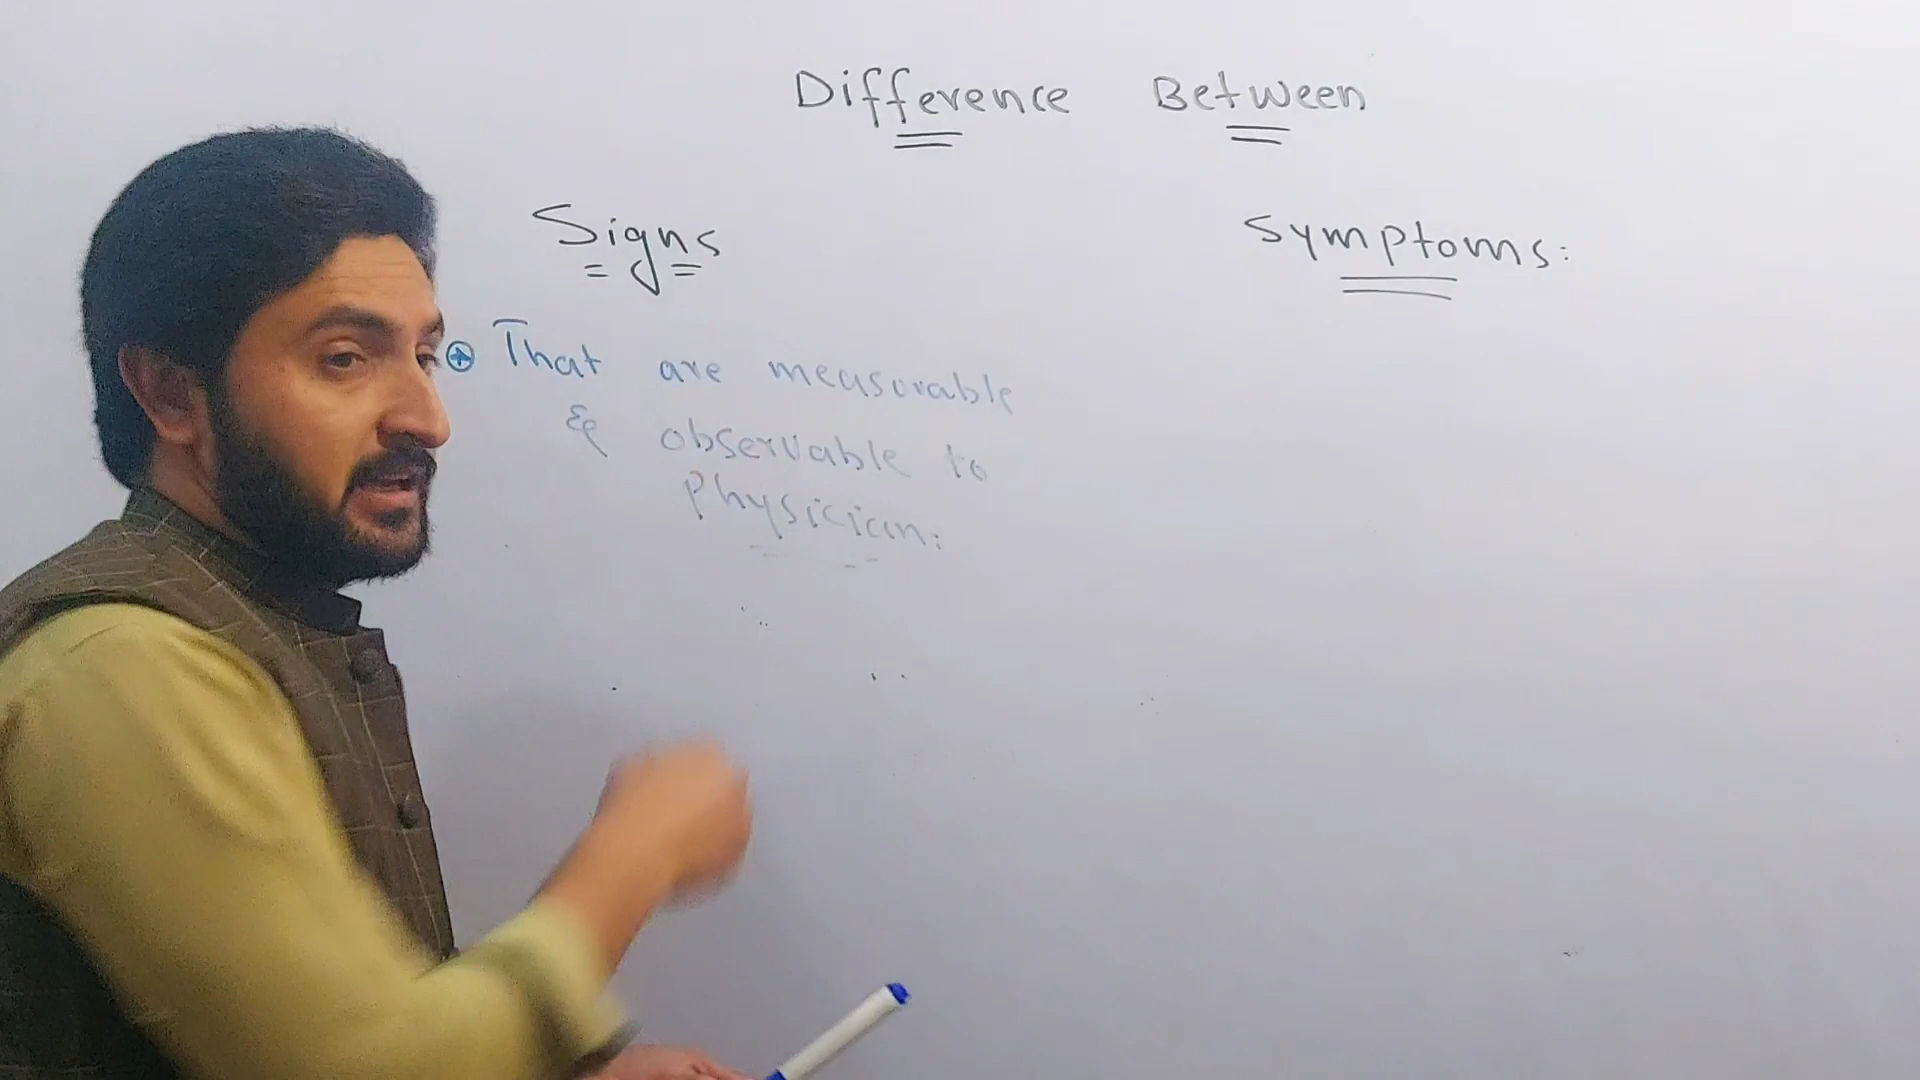 Difference Between
Signs
Symptoms:
That are measurable
& observable to
Physician: